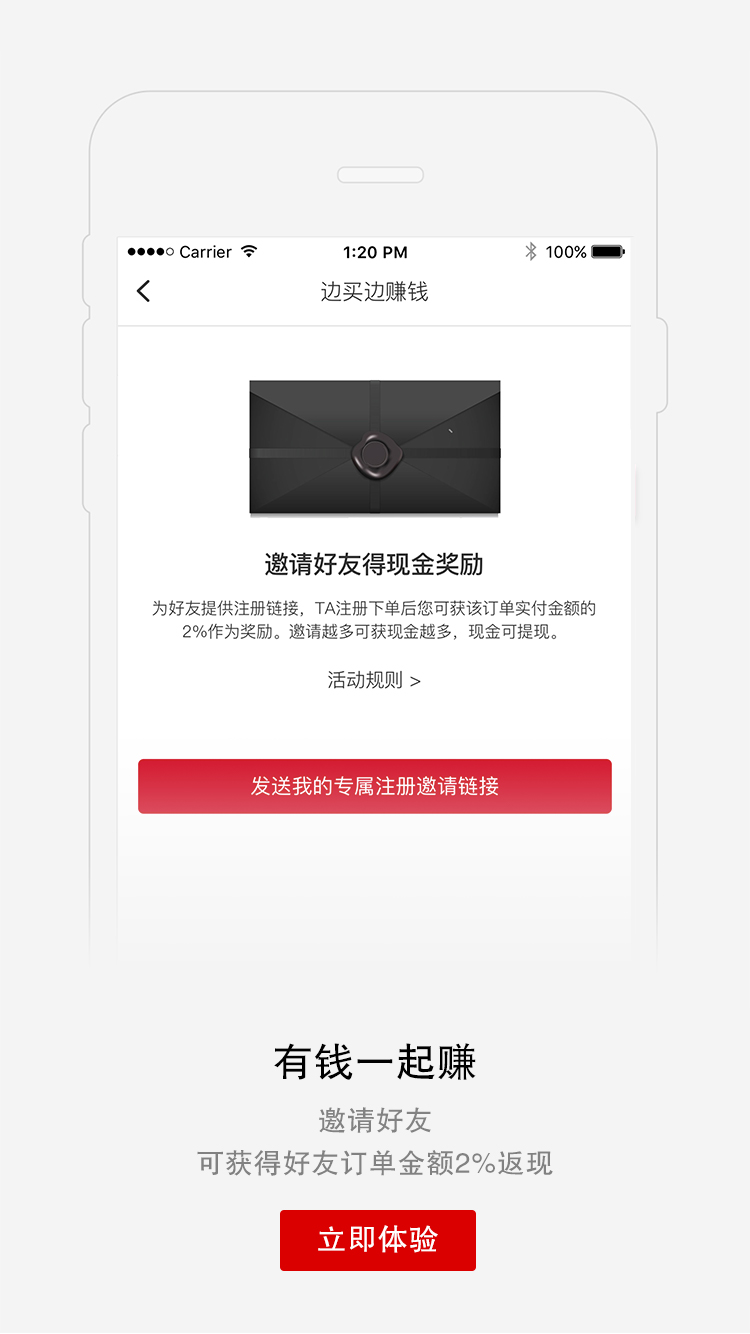 ●●●●○ Carrier 1:20 PM 100%
边买边赚钱
邀请好友得现金奖励
为好友提供注册链接，TA注册下单后您可获该订单实付金额的
2%作为奖励。邀请越多可获现金越多，现金可提现。
活动规则 >
发送我的专属注册邀请链接
有钱一起赚
邀请好友
可获得好友订单金额2%返现
立即体验